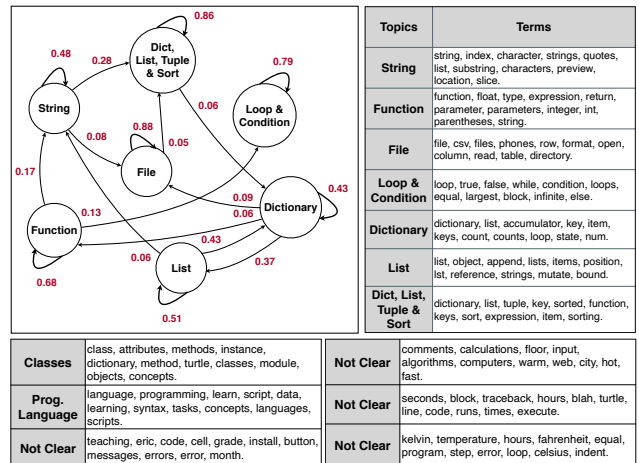 0.86
0.48
Dict,
List, Tuple
& Sort
0.28
0.79
String
0.06
Loop &
Condition
0.08
0.88
0.05
File
0.17
0.09
0.43
0.13
0.06
Dictionary
Function
0.06
0.43
List
0.37
0.68
0.51
Topics Terms
String
string, index, character, strings, quotes,
list, substring, characters, preview,
location, slice.
Function
function, float, type, expression, return,
parameter, parameters, integer, int,
parentheses, string.
File
file, csv, files, phones, row, format, open,
column, read, table, directory.
Loop &
Condition
loop, true, false, while, condition, loops,
equal, largest, block, infinite, else.
Dictionary
dictionary, list, accumulator, key, item,
keys, count, counts, loop, state, num.
List
list, object, append, lists, items, position,
lst, reference, strings, mutate, bound.
Dict, List,
Tuple &
Sort
dictionary, list, tuple, key, sorted, function,
keys, sort, expression, item, sorting.
Classes
class, attributes, methods, instance,
dictionary, method, turtle, classes, module,
objects, concepts.
Prog.
Language
language, programming, learn, script, data,
learning, syntax, tasks, concepts, languages,
scripts.
Not Clear
teaching, eric, code, cell, grade, install, button,
messages, errors, error, month.
Not Clear
comments, calculations, floor, input,
algorithms, computers, warm, web, city, hot,
fast.
Not Clear
seconds, block, traceback, hours, blah, turtle,
line, code, runs, times, execute.
Not Clear
kelvin, temperature, hours, fahrenheit, equal,
program, step, error, loop, celsius, indent.